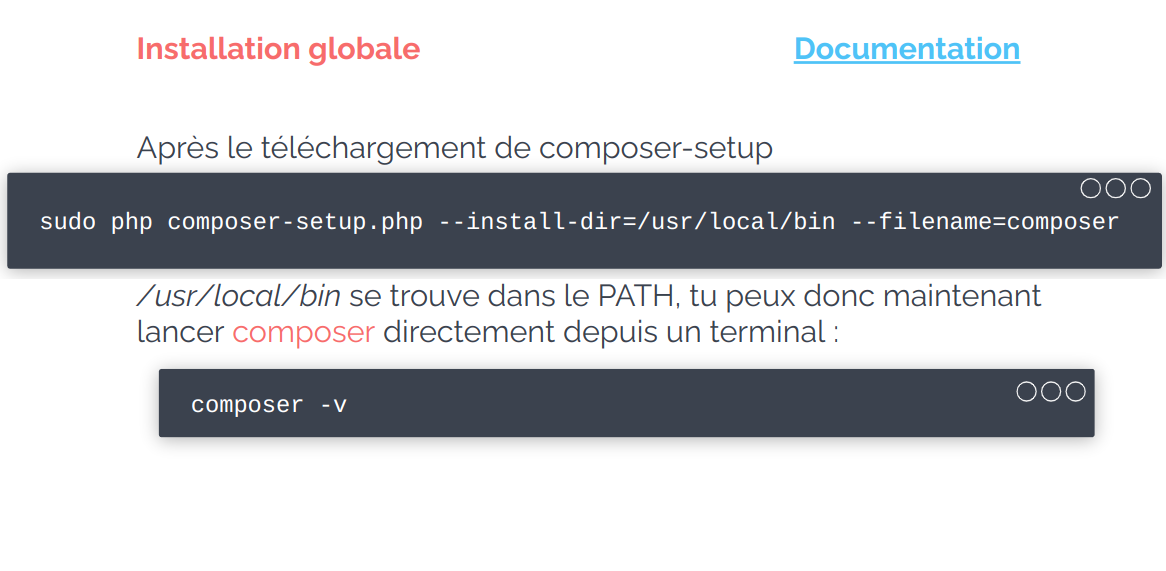 Installation globale
Documentation
Après le téléchargement de composer-setup
sudo php composer-setup.php --install-dir=/usr/local/bin --filename=composer
/usr/local/bin se trouve dans le PATH, tu peux donc maintenant
lancer composer directement depuis un terminal :
composer -v